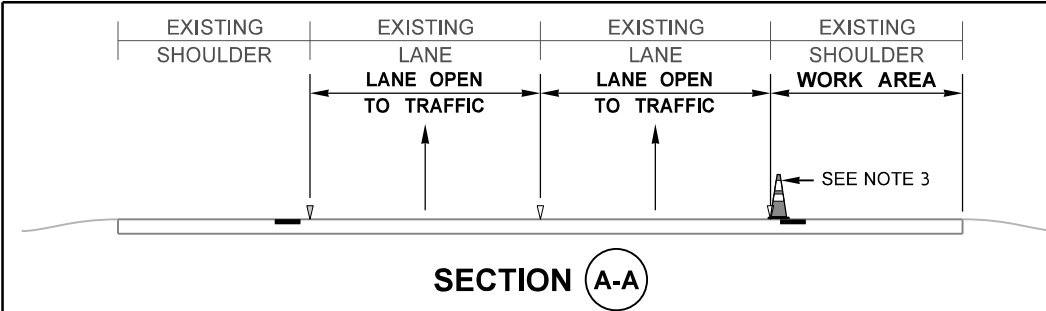 EXISTING EXISTING EXISTING EXISTING
SHOULDER LANE LANE SHOULDER
LANE OPEN LANE OPEN WORK AREA
TO TRAFFIC TO TRAFFIC
SEE NOTE 3
SECTION A-A